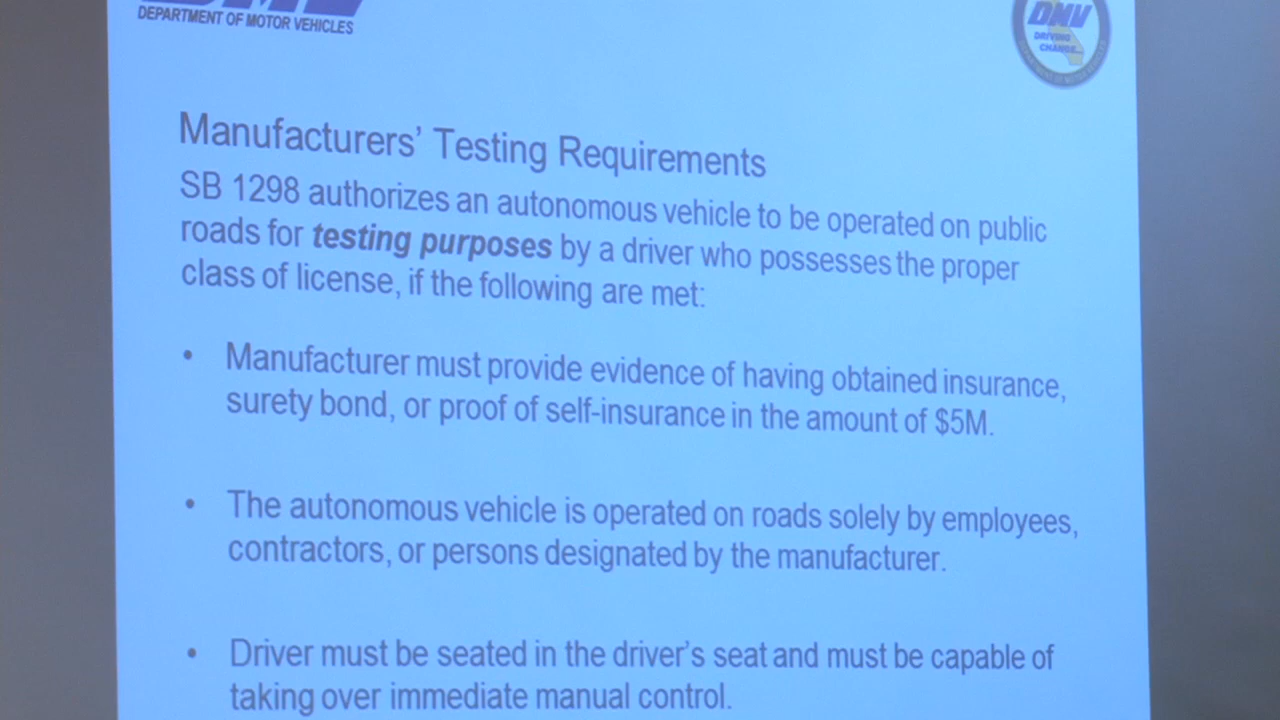 DEPARTMENT OF MOTOR VEHICLES
DMV
DRIVING
CHANGE...
Manufacturers’ Testing Requirements
SB 1298 authorizes an autonomous vehicle to be operated on public
roads for testing purposes by a driver who possesses the proper
class of license, if the following are met:
• Manufacturer must provide evidence of having obtained insurance,
surety bond, or proof of self-insurance in the amount of $5M.
• The autonomous vehicle is operated on roads solely by employees,
contractors, or persons designated by the manufacturer.
• Driver must be seated in the driver’s seat and must be capable of
taking over immediate manual control.